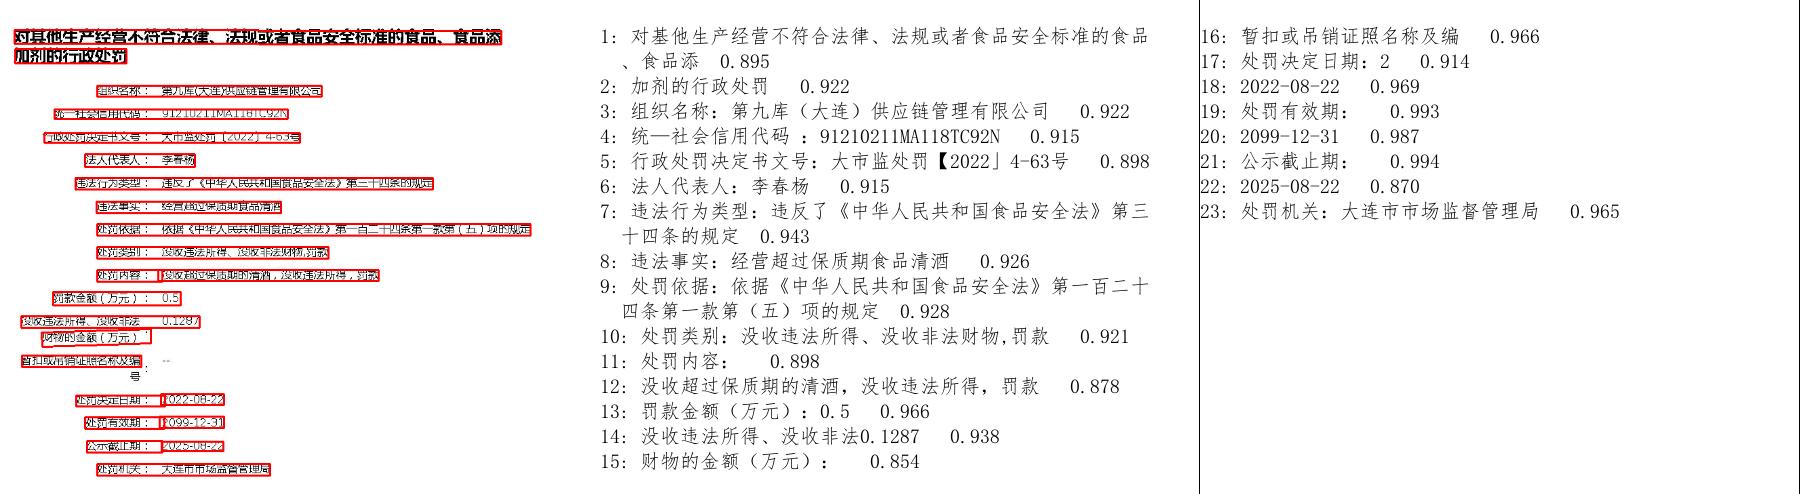 对其他生产经营不符合法律、法规或者食品安全标准的食品、食品添
加剂的行政处罚
组织名称： 第九库(大连)供应链管理有限公司
统一社会信用代码： 91210211MA118TC92N
行政处罚决定书文号： 大市监处罚〔2022〕4-63号
法人代表人： 李春杨
违法行为类型： 违反了《中华人民共和国食品安全法》第三十四条的规定
违法事实： 经营超过保质期食品清酒
处罚依据： 依据《中华人民共和国食品安全法》第一百二十四条第一款第（五）项的规定
处罚类别： 没收违法所得、没收非法财物,罚款
处罚内容： 没收超过保质期的清酒，没收违法所得，罚款
罚款金额（万元）： 0.5
没收违法所得、没收非法 0.1287
财物的金额（万元）：
暂扣或吊销证照名称及编 --
号：
处罚决定日期： 2022-08-22
处罚有效期： 2099-12-31
公示截止期： 2025-08-22
处罚机关： 大连市市场监督管理局
1: 对基他生产经营不符合法律、法规或者食品安全标准的食品
、食品添 0.895
2: 加剂的行政处罚 0.922
3: 组织名称：第九库（大连）供应链管理有限公司 0.922
4: 统—社会信用代码 ：91210211MA118TC92N 0.915
5: 行政处罚决定书文号：大市监处罚【2022」4-63号 0.898
6: 法人代表人：李春杨 0.915
7: 违法行为类型：违反了《中华人民共和国食品安全法》第三
十四条的规定 0.943
8: 违法事实：经营超过保质期食品清酒 0.926
9: 处罚依据：依据《中华人民共和国食品安全法》第一百二十
四条第一款第（五）项的规定 0.928
10: 处罚类别：没收违法所得、没收非法财物,罚款 0.921
11: 处罚内容： 0.898
12: 没收超过保质期的清酒，没收违法所得，罚款 0.878
13: 罚款金额（万元）：0.5 0.966
14: 没收违法所得、没收非法0.1287 0.938
15: 财物的金额（万元）： 0.854
16: 暂扣或吊销证照名称及编 0.966
17: 处罚决定日期：2 0.914
18: 2022-08-22 0.969
19: 处罚有效期： 0.993
20: 2099-12-31 0.987
21: 公示截止期： 0.994
22: 2025-08-22 0.870
23: 处罚机关：大连市市场监督管理局 0.965